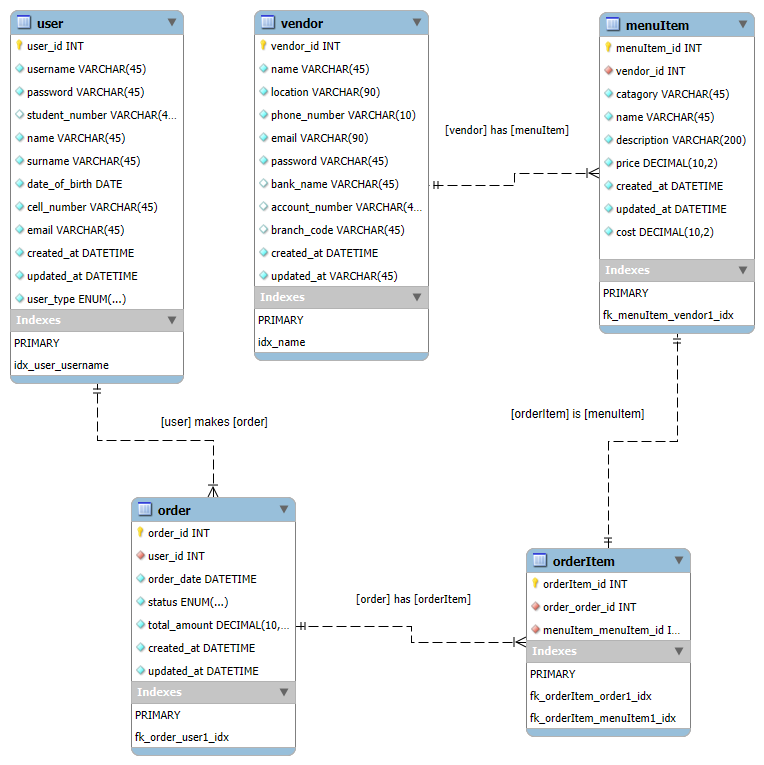 user
user_id INT
username VARCHAR(45)
password VARCHAR(45)
student_number VARCHAR(4...
name VARCHAR(45)
surname VARCHAR(45)
date_of_birth DATE
cell_number VARCHAR(45)
email VARCHAR(45)
created_at DATETIME
updated_at DATETIME
user_type ENUM(...)
Indexes
PRIMARY
idx_user_username
vendor
vendor_id INT
name VARCHAR(45)
location VARCHAR(90)
phone_number VARCHAR(10)
email VARCHAR(90)
password VARCHAR(45)
bank_name VARCHAR(45)
account_number VARCHAR(4...
branch_code VARCHAR(45)
created_at DATETIME
updated_at VARCHAR(45)
Indexes
PRIMARY
idx_name
[vendor] has [menuItem]
menuItem
menuItem_id INT
vendor_id INT
catagory VARCHAR(45)
name VARCHAR(45)
description VARCHAR(200)
price DECIMAL(10,2)
created_at DATETIME
updated_at DATETIME
cost DECIMAL(10,2)
Indexes
PRIMARY
fk_menuItem_vendor1_idx
[user] makes [order]
[orderItem] is [menuItem]
order
order_id INT
user_id INT
order_date DATETIME
status ENUM(...)
total_amount DECIMAL(10,...
created_at DATETIME
updated_at DATETIME
Indexes
PRIMARY
fk_order_user1_idx
[order] has [orderItem]
orderItem
orderItem_id INT
order_order_id INT
menuItem_menuItem_id I...
Indexes
PRIMARY
fk_orderItem_order1_idx
fk_orderItem_menuItem1_idx